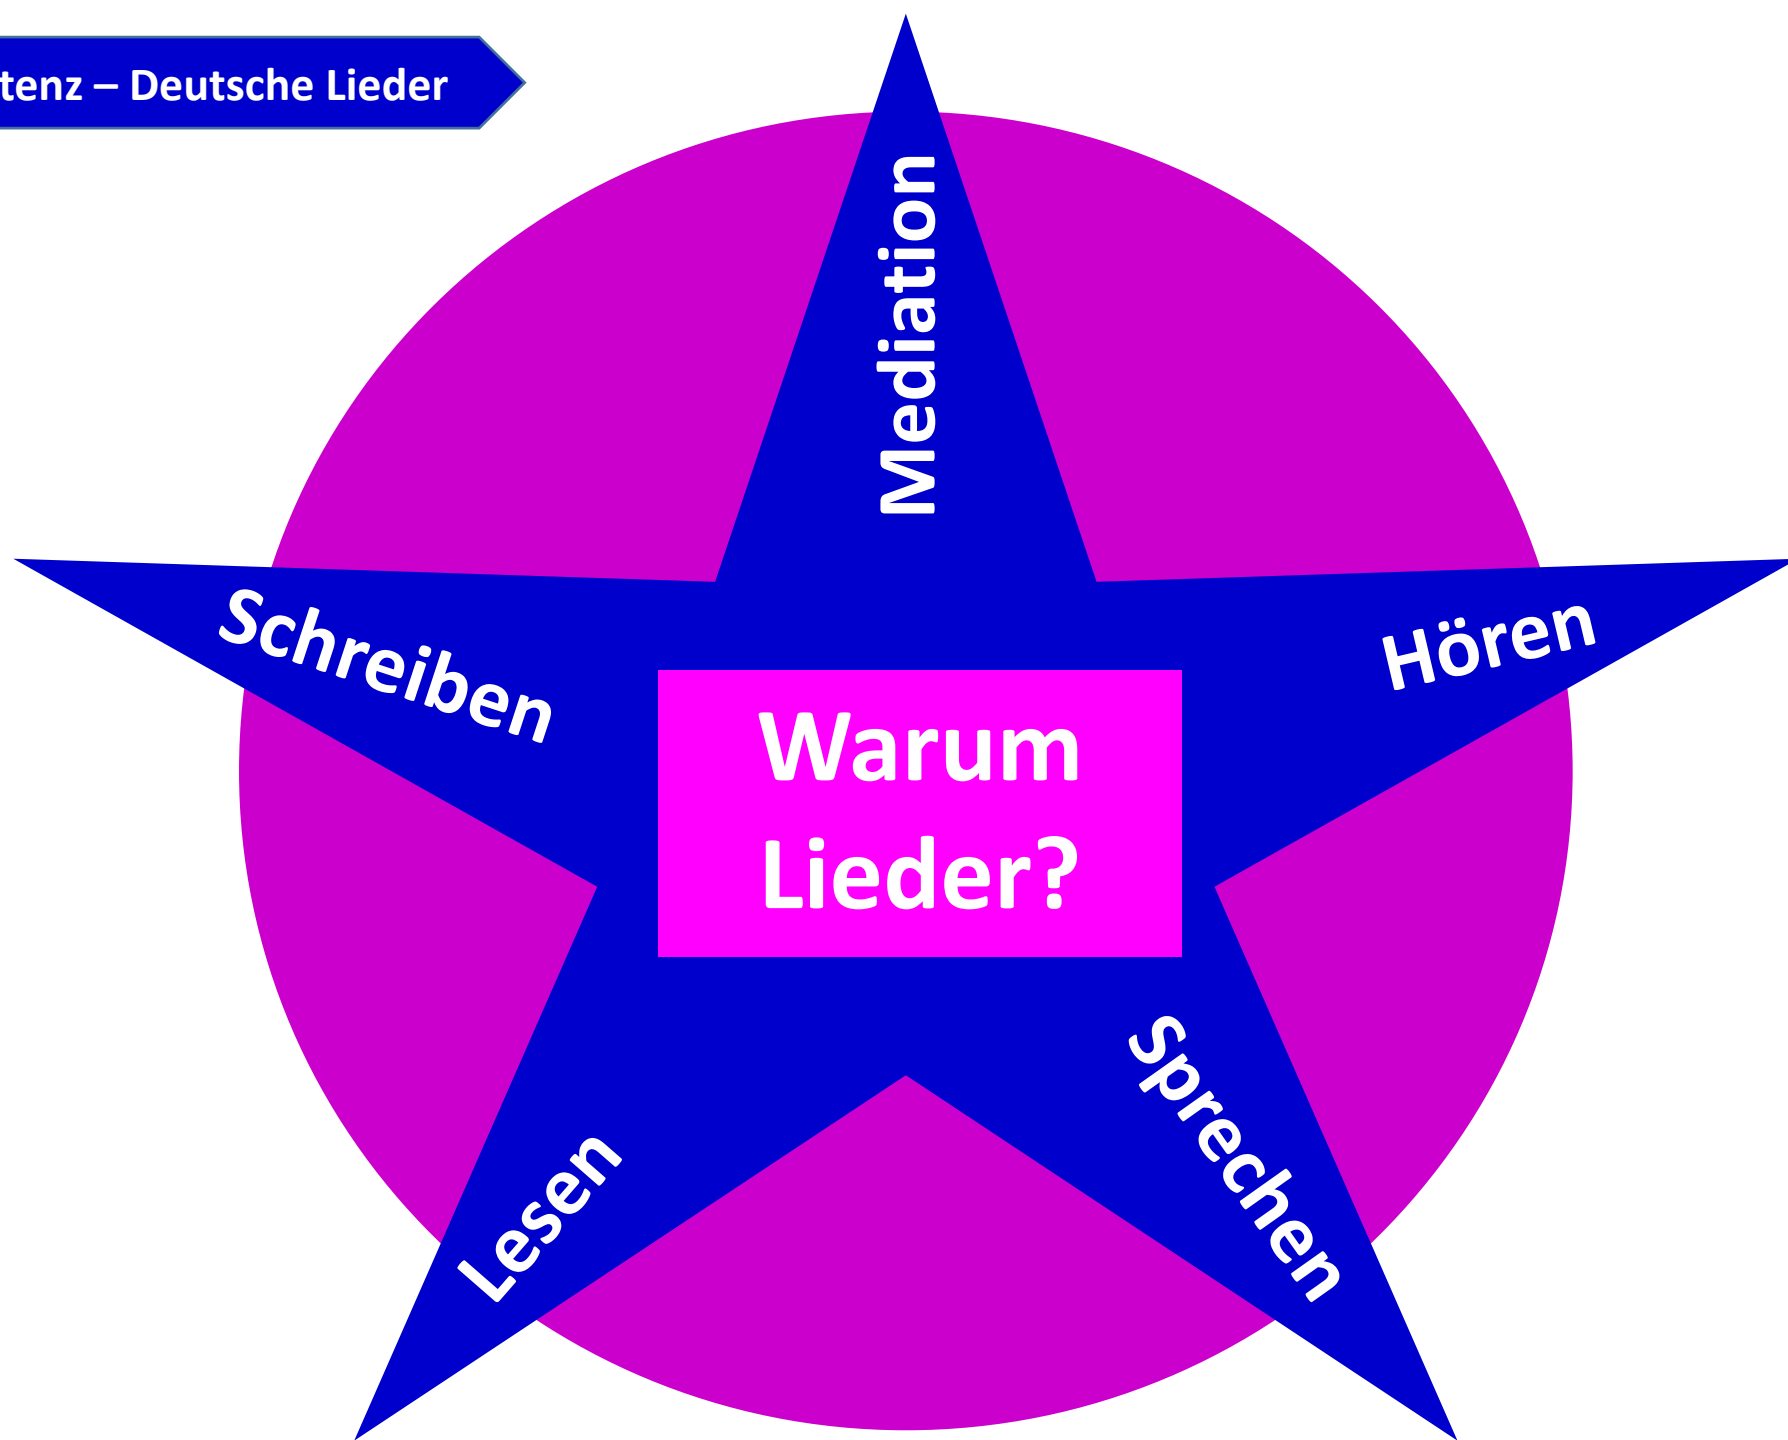 tenz – Deutsche Lieder
Mediation
Schreiben
Hören
Warum
Lieder?
Lesen
Sprechen